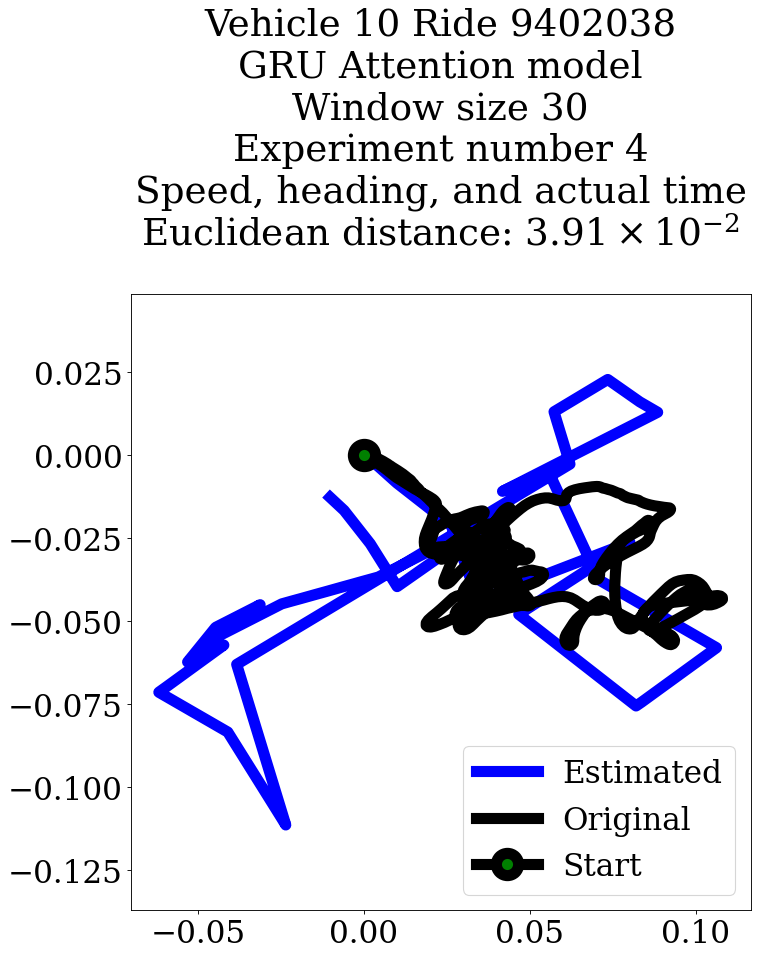 Vehicle 10 Ride 9402038
GRU Attention model
Window size 30
Experiment number 4
Speed, heading, and actual time
Euclidean distance: 3.91 × 10⁻²
0.025
0.000
−0.025
−0.050
−0.075
−0.100
−0.125
Estimated
Original
Start
−0.05 0.00 0.05 0.10